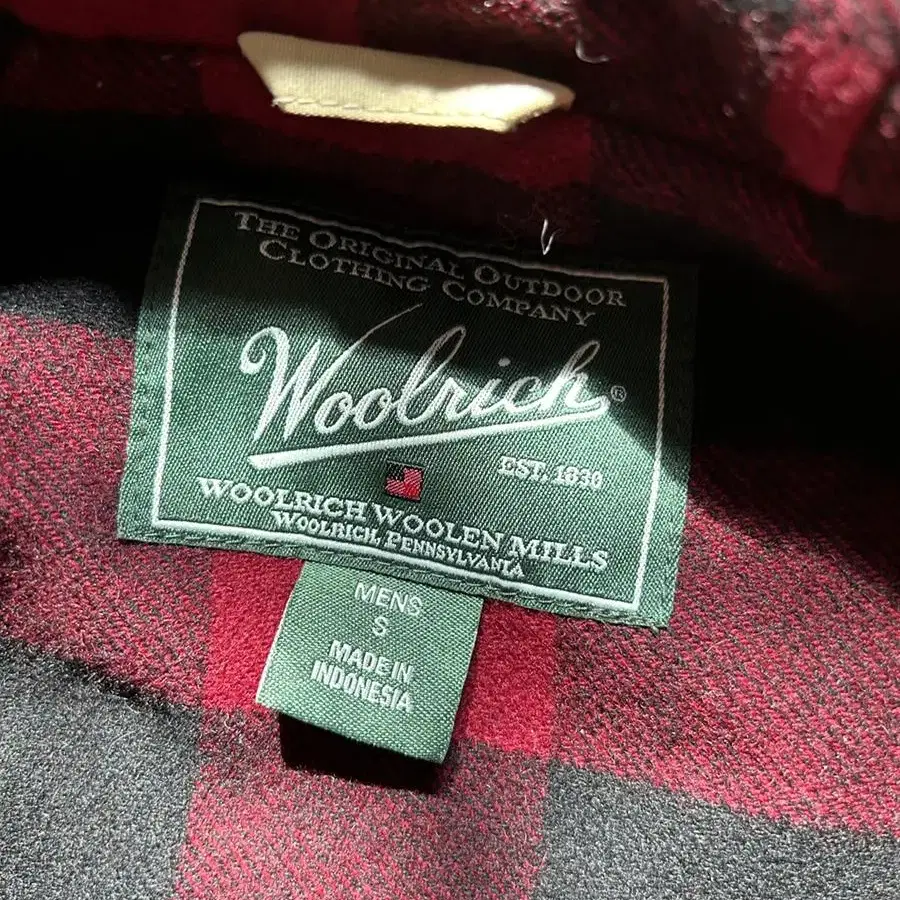 THE ORIGINAL OUTDOOR
CLOTHING COMPANY
Woolrich®
EST. 1830
WOOLRICH WOOLEN MILLS
WOOLRICH, PENNSYLVANIA
MENS
S
MADE IN
INDONESIA